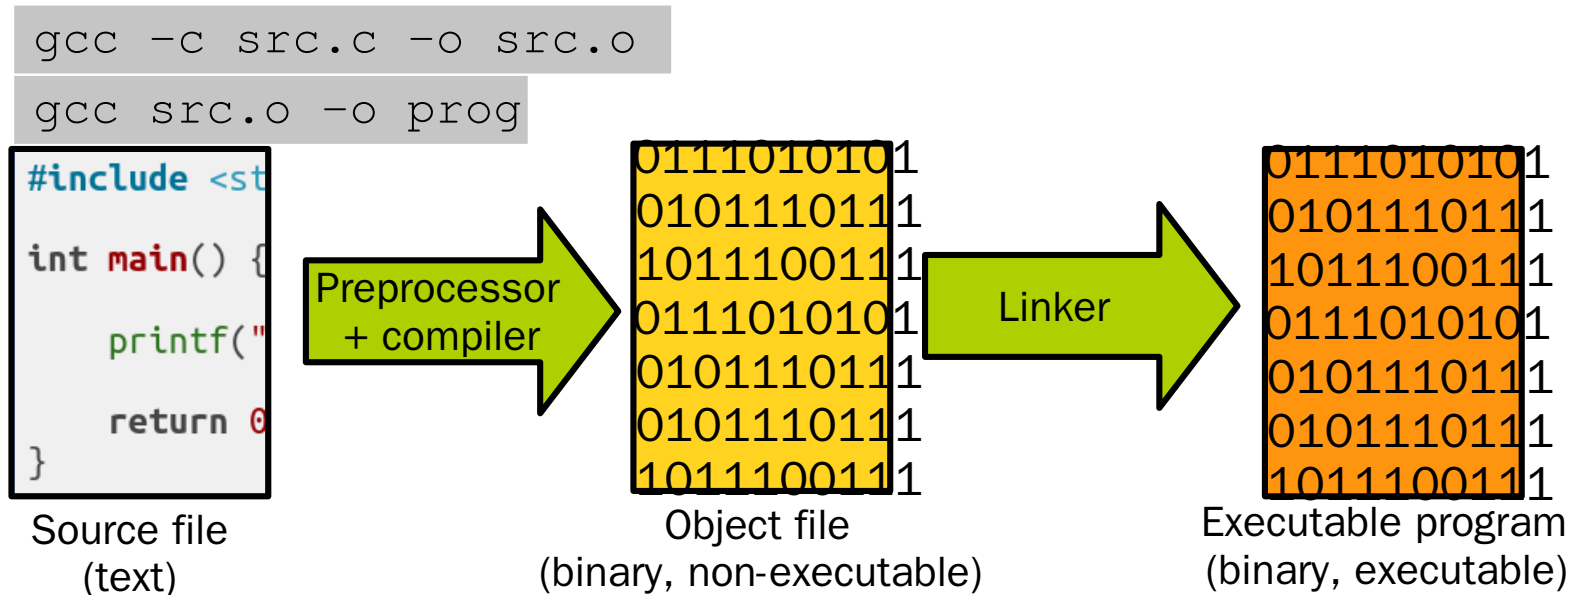 gcc -c src.c -o src.o
gcc src.o -o prog
#include <st
int main() {
printf("
return 0
}
Source file
(text)
Preprocessor
+ compiler
0111010101
0101110111
1011100111
0111010101
0101110111
0101110111
1011100111
Object file
(binary, non-executable)
Linker
0111010101
0101110111
1011100111
0111010101
0101110111
0101110111
1011100111
Executable program
(binary, executable)